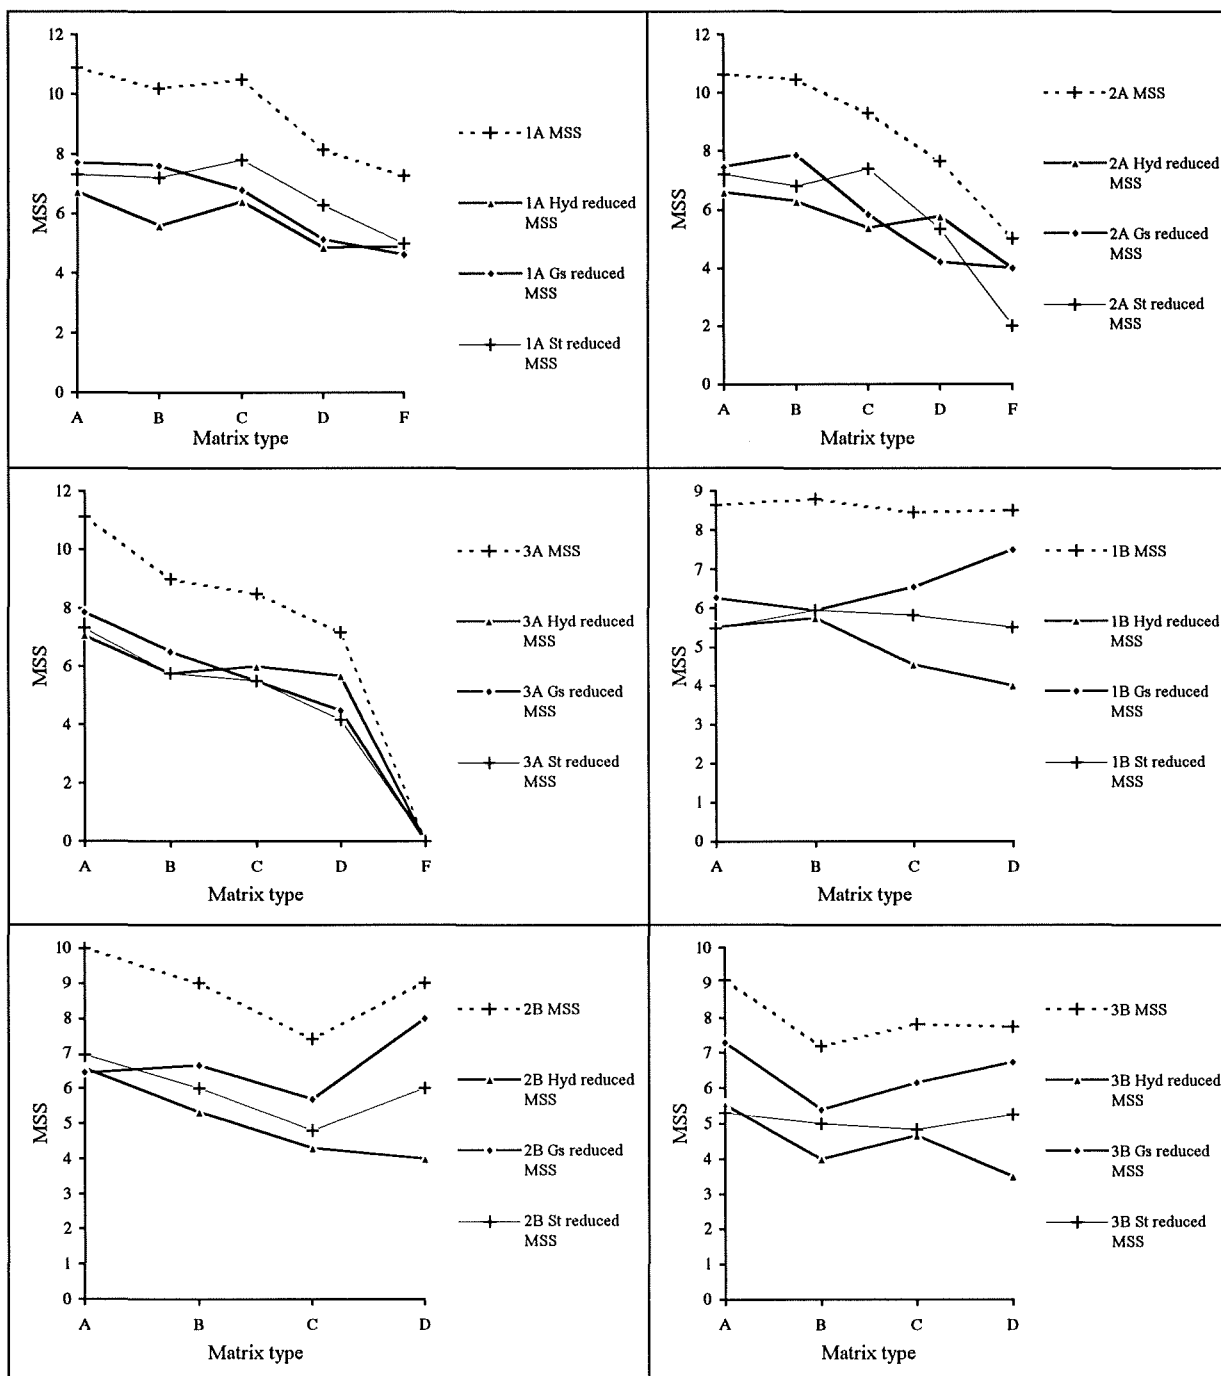 12
10
8
6
4
2
0
MSS
A B C D F
Matrix type
1A MSS
1A Hyd reduced
MSS
1A Gs reduced
MSS
1A St reduced
MSS
12
10
8
6
4
2
0
MSS
A B C D F
Matrix type
2A MSS
2A Hyd reduced
MSS
2A Gs reduced
MSS
2A St reduced
MSS
12
10
8
6
4
2
0
MSS
A B C D F
Matrix type
3A MSS
3A Hyd reduced
MSS
3A Gs reduced
MSS
3A St reduced
MSS
9
8
7
6
5
4
3
2
1
0
MSS
A B C D
Matrix type
1B MSS
1B Hyd reduced
MSS
1B Gs reduced
MSS
1B St reduced
MSS
10
9
8
7
6
5
4
3
2
1
0
MSS
A B C D
Matrix type
2B MSS
2B Hyd reduced
MSS
2B Gs reduced
MSS
2B St reduced
MSS
10
9
8
7
6
5
4
3
2
1
0
MSS
A B C D
Matrix type
3B MSS
3B Hyd reduced
MSS
3B Gs reduced
MSS
3B St reduced
MSS